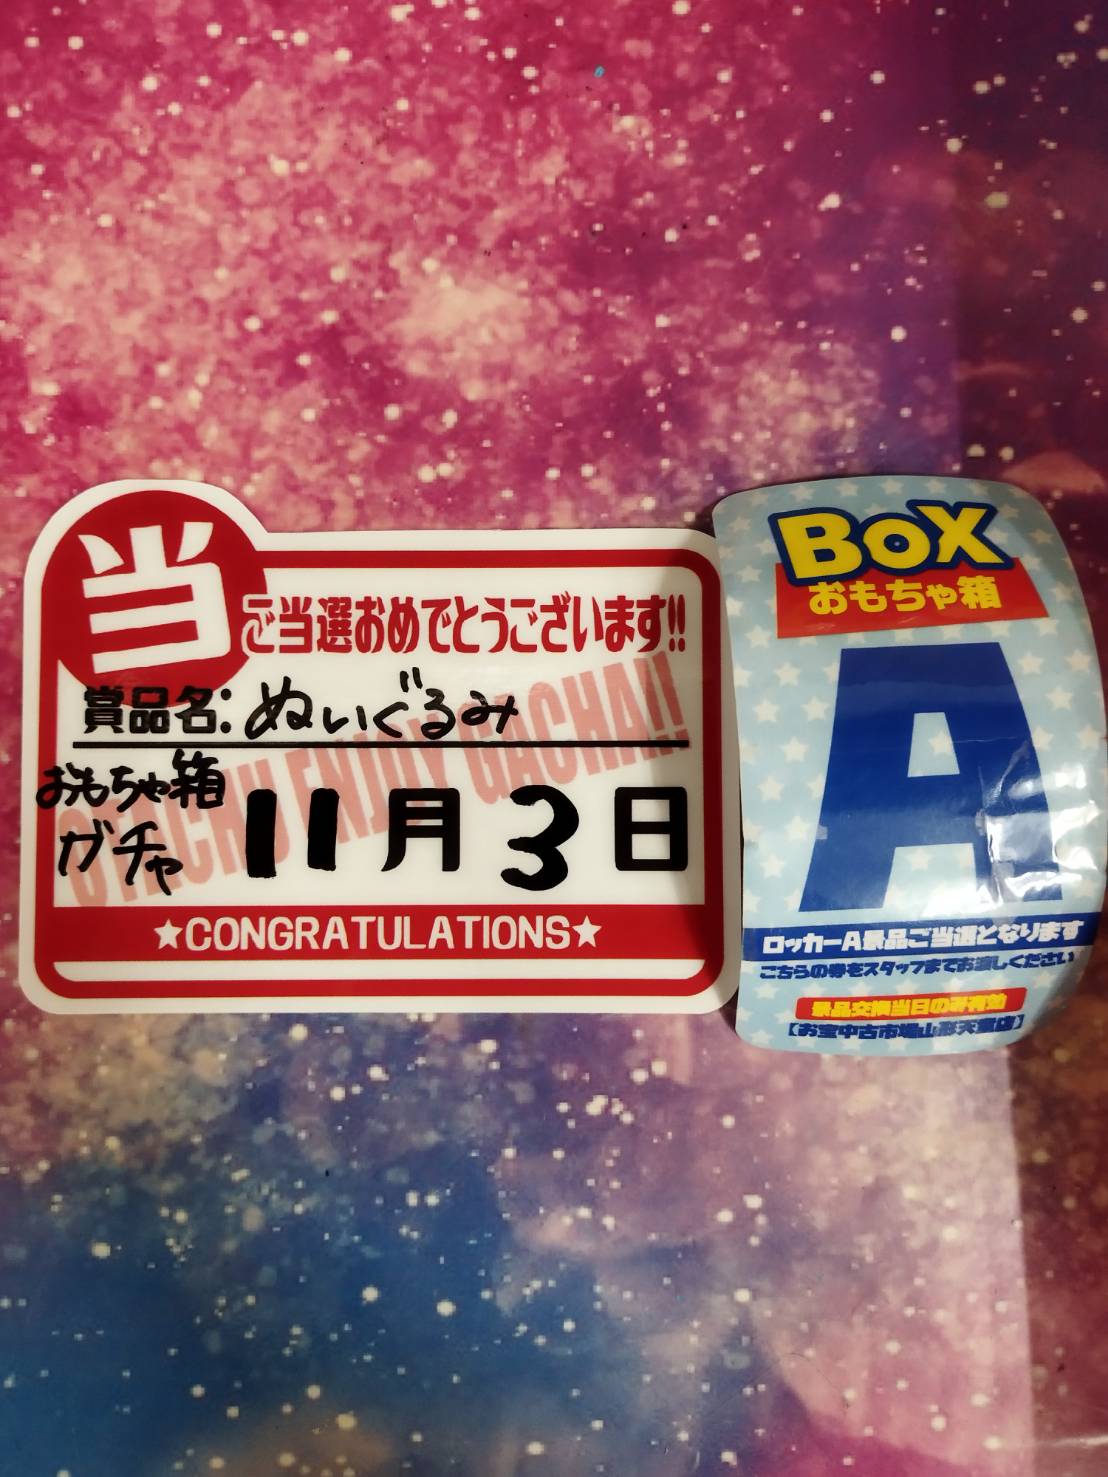 当
ご当選おめでとうございます!!
賞品名: ぬいぐるみ
OTACHU ENJOY GACHA!!
おもちゃ箱
ガチャ
11月3日
★CONGRATULATIONS★
BOX
おもちゃ箱
A
ロッカーA景品ご当選となります
こちらの券をスタッフまでお渡しください
景品交換当日のみ有効
【お宝中古市場山形天童店】